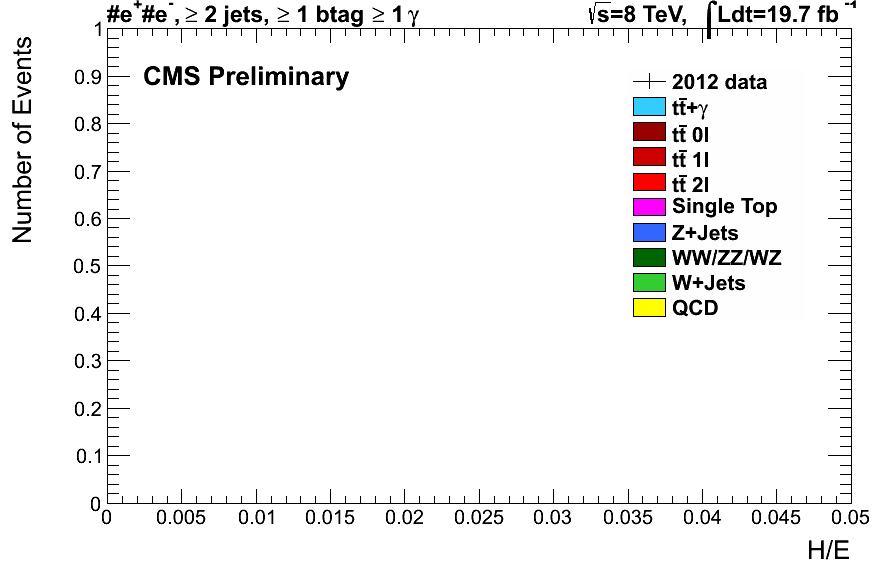 #e⁺#e⁻, ≥ 2 jets, ≥ 1 btag ≥ 1 γ
√s=8 TeV, ∫Ldt=19.7 fb⁻¹
CMS Preliminary
Number of Events
1
0.9
0.8
0.7
0.6
0.5
0.4
0.3
0.2
0.1
0
2012 data
tt̄+γ
tt̄ 0l
tt̄ 1l
tt̄ 2l
Single Top
Z+Jets
WW/ZZ/WZ
W+Jets
QCD
0 0.005 0.01 0.015 0.02 0.025 0.03 0.035 0.04 0.045 0.05
H/E